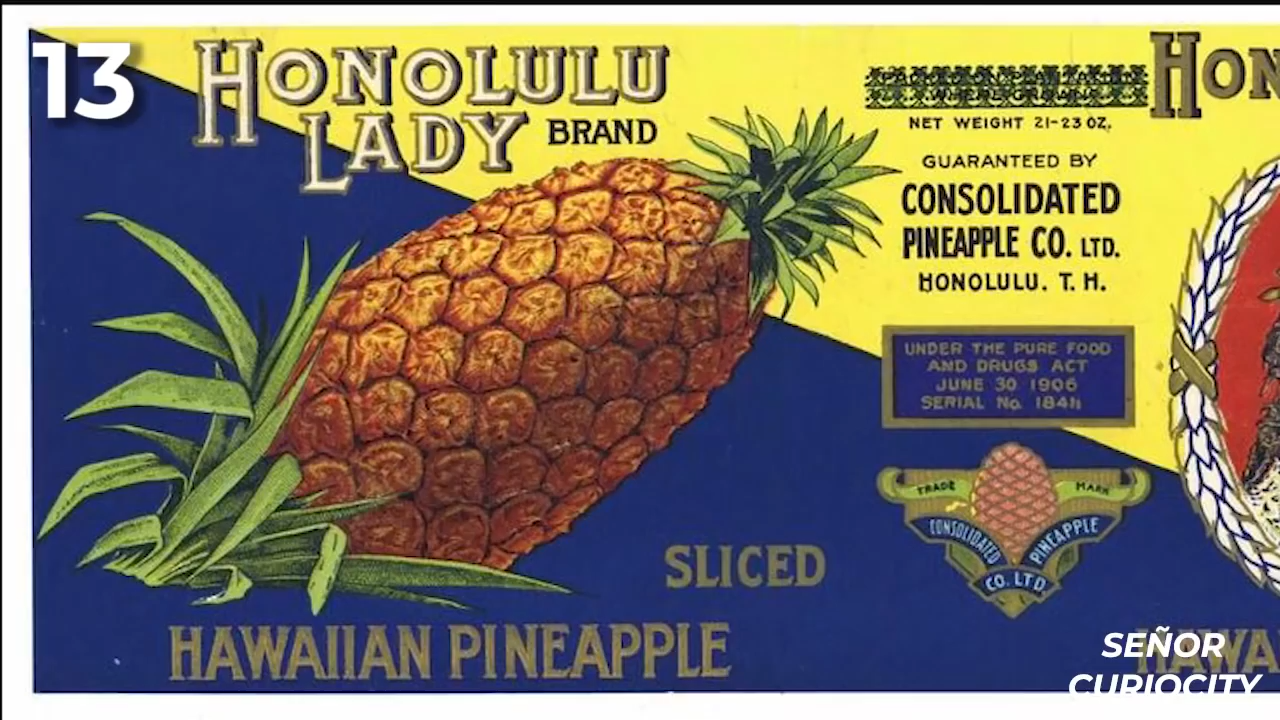 13
HONOLULU
LADY BRAND
HAWAIIAN PINEAPPLE
SLICED
NET WEIGHT 21-23 OZ.
GUARANTEED BY
CONSOLIDATED
PINEAPPLE CO. LTD.
HONOLULU. T. H.
UNDER THE PURE FOOD
AND DRUGS ACT
JUNE 30 1906
SERIAL No.
TRADE MARK
CONSOLIDATED PINEAPPLE
CO. LTD.
HON
HAWA
SEÑOR
CURIOCITY